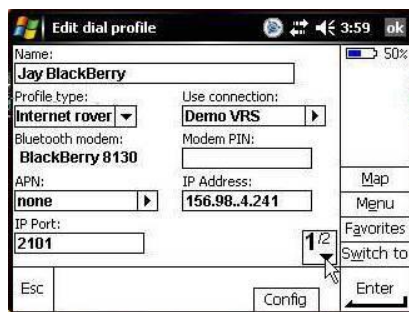 Edit dial profile 3:59 ok
Name: 50%
Jay BlackBerry
Profile type: Use connection:
Internet rover Demo VRS
Bluetooth modem: Modem PIN:
BlackBerry 8130
APN: IP Address: Map
none 156.98..4.241 Menu
IP Port: Favorites
2101 1/2 Switch to
Esc Config Enter